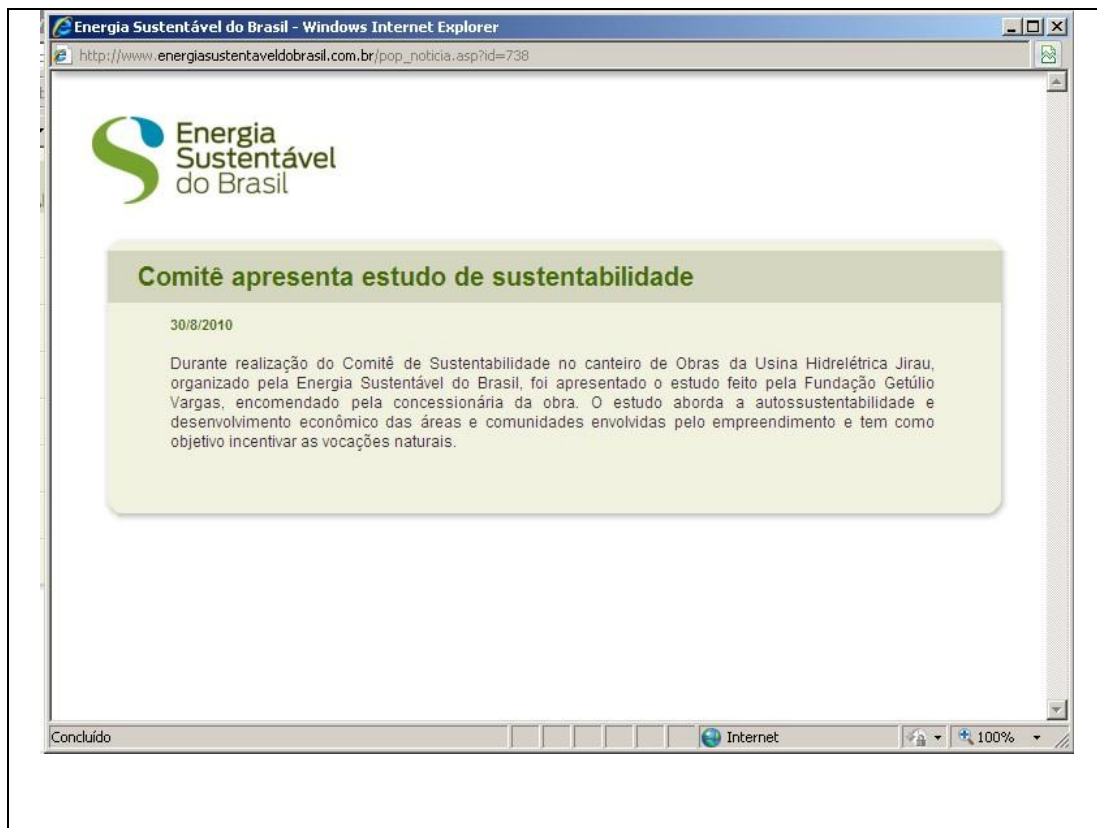 Energia Sustentável do Brasil - Windows Internet Explorer
http://www.energiasustentaveldobrasil.com.br/pop_noticia.asp?id=738
Energia
Sustentável
do Brasil
Comitê apresenta estudo de sustentabilidade
30/8/2010
Durante realização do Comitê de Sustentabilidade no canteiro de Obras da Usina Hidrelétrica Jirau,
organizado pela Energia Sustentável do Brasil, foi apresentado o estudo feito pela Fundação Getúlio
Vargas, encomendado pela concessionária da obra. O estudo aborda a autossustentabilidade e
desenvolvimento econômico das áreas e comunidades envolvidas pelo empreendimento e tem como
objetivo incentivar as vocações naturais.
Concluído
Internet
100%